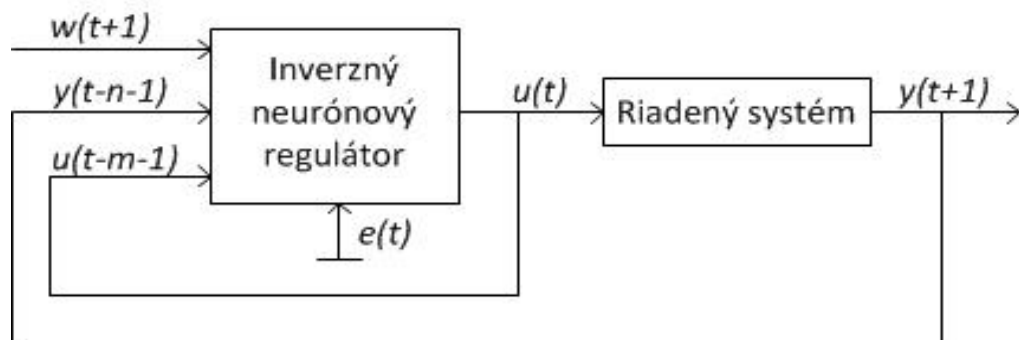 w(t+1)
y(t-n-1)
u(t-m-1)
Inverzný
neurónový
regulátor
e(t)
u(t)
Riadený systém
y(t+1)